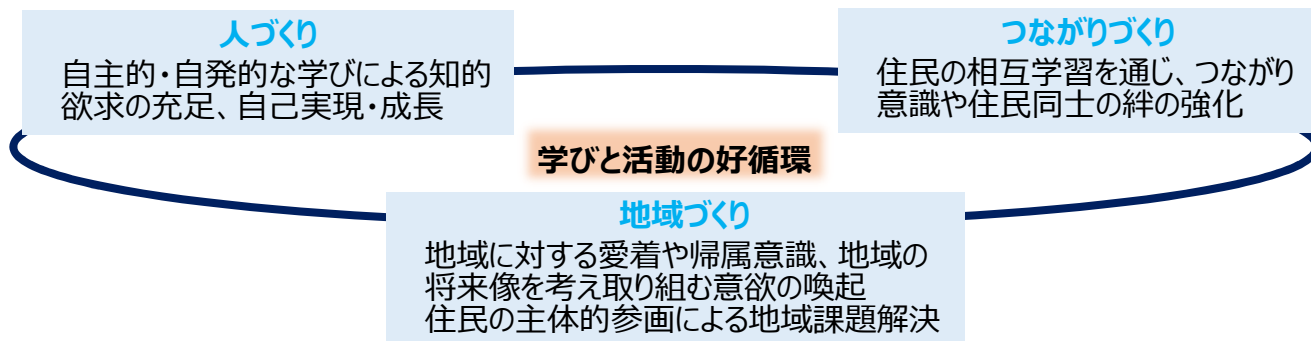 人づくり
自主的・自発的な学びによる知的
欲求の充足、自己実現・成長
つながりづくり
住民の相互学習を通じ、つながり
意識や住民同士の絆の強化
学びと活動の好循環
地域づくり
地域に対する愛着や帰属意識、地域の
将来像を考え取り組む意欲の喚起
住民の主体的参画による地域課題解決